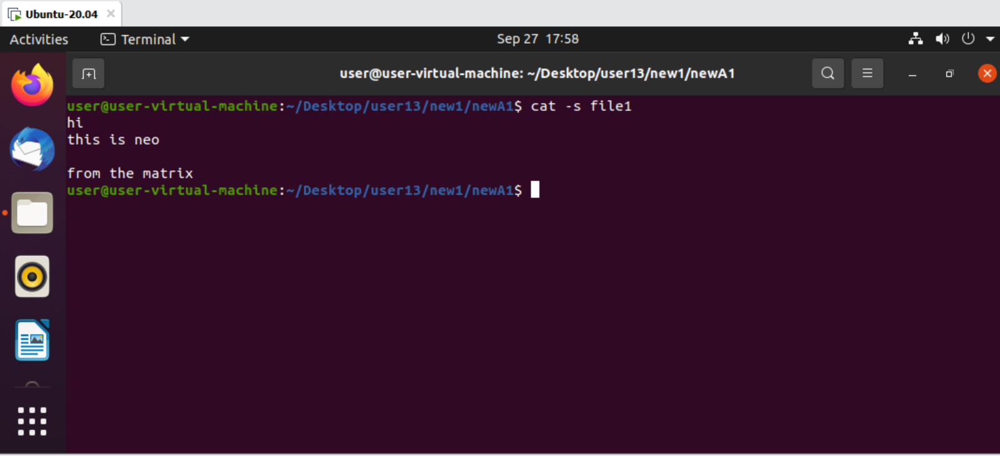 Ubuntu-20.04
Activities Terminal Sep 27 17:58
user@user-virtual-machine: ~/Desktop/user13/new1/newA1
user@user-virtual-machine:~/Desktop/user13/new1/newA1$ cat -s file1
hi
this is neo
from the matrix
user@user-virtual-machine:~/Desktop/user13/new1/newA1$